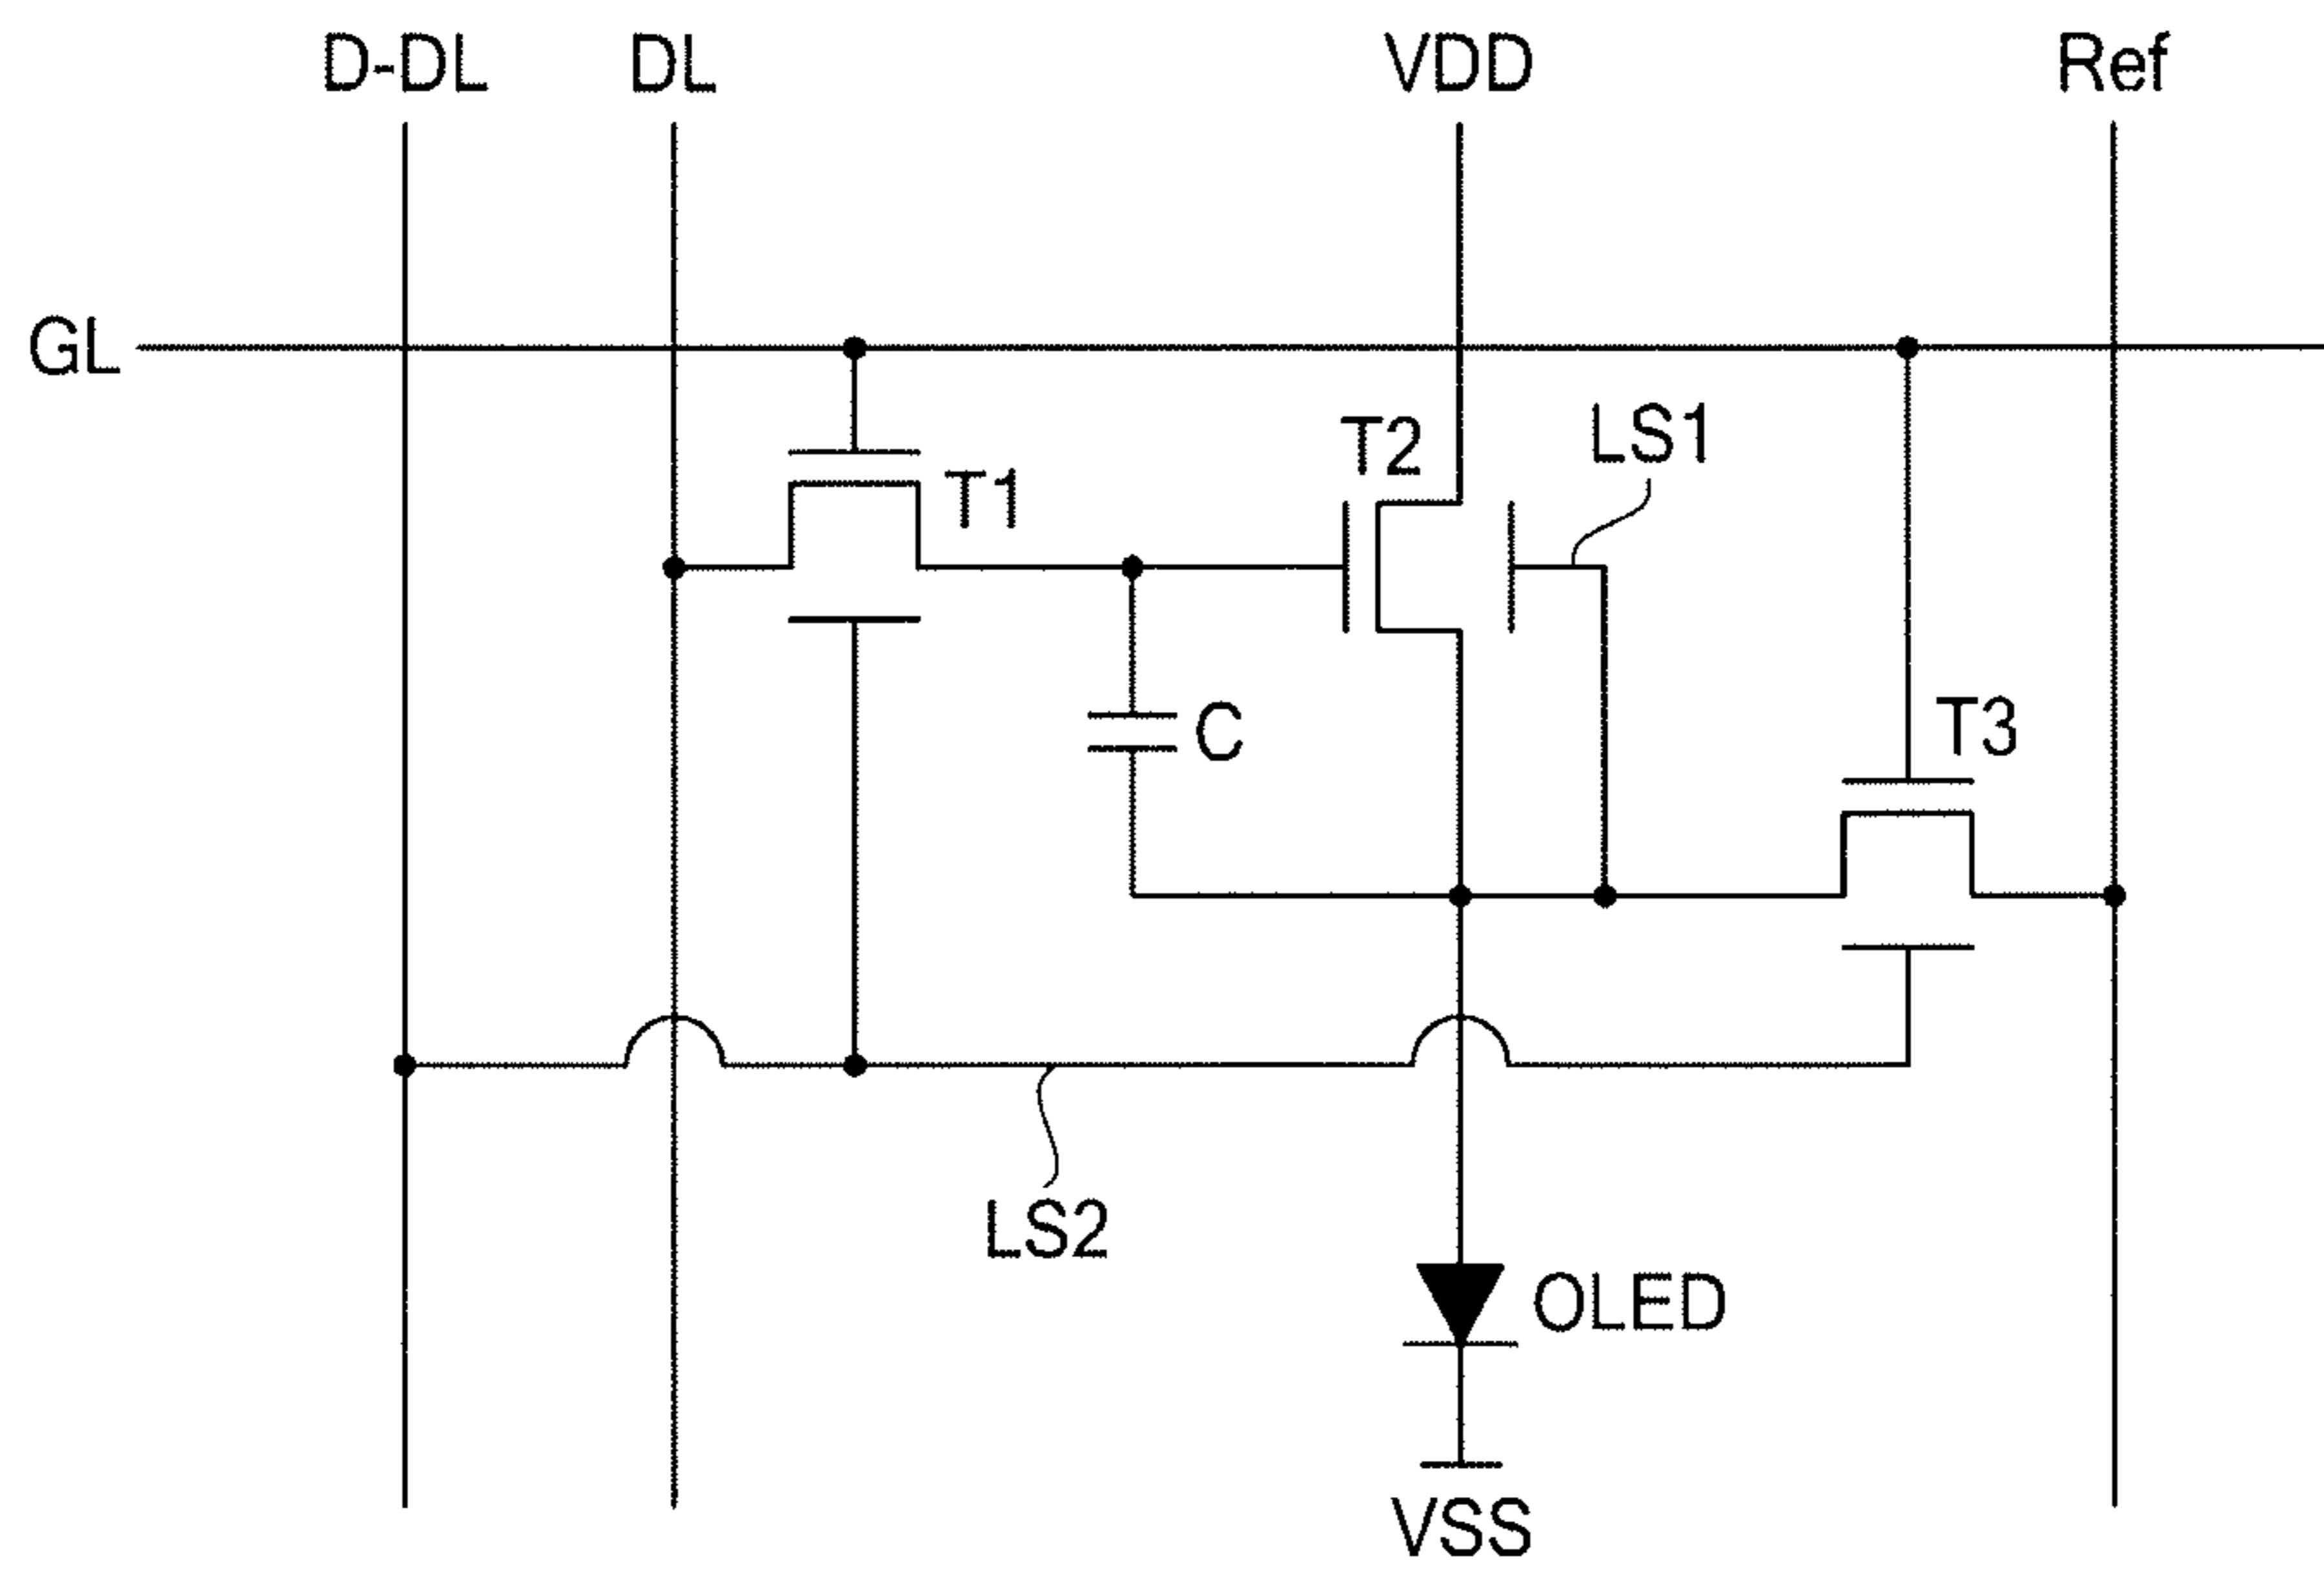 D-DL DL VDD Ref
GL
LS1
T2
T1
T3
C
LS2
OLED
VSS